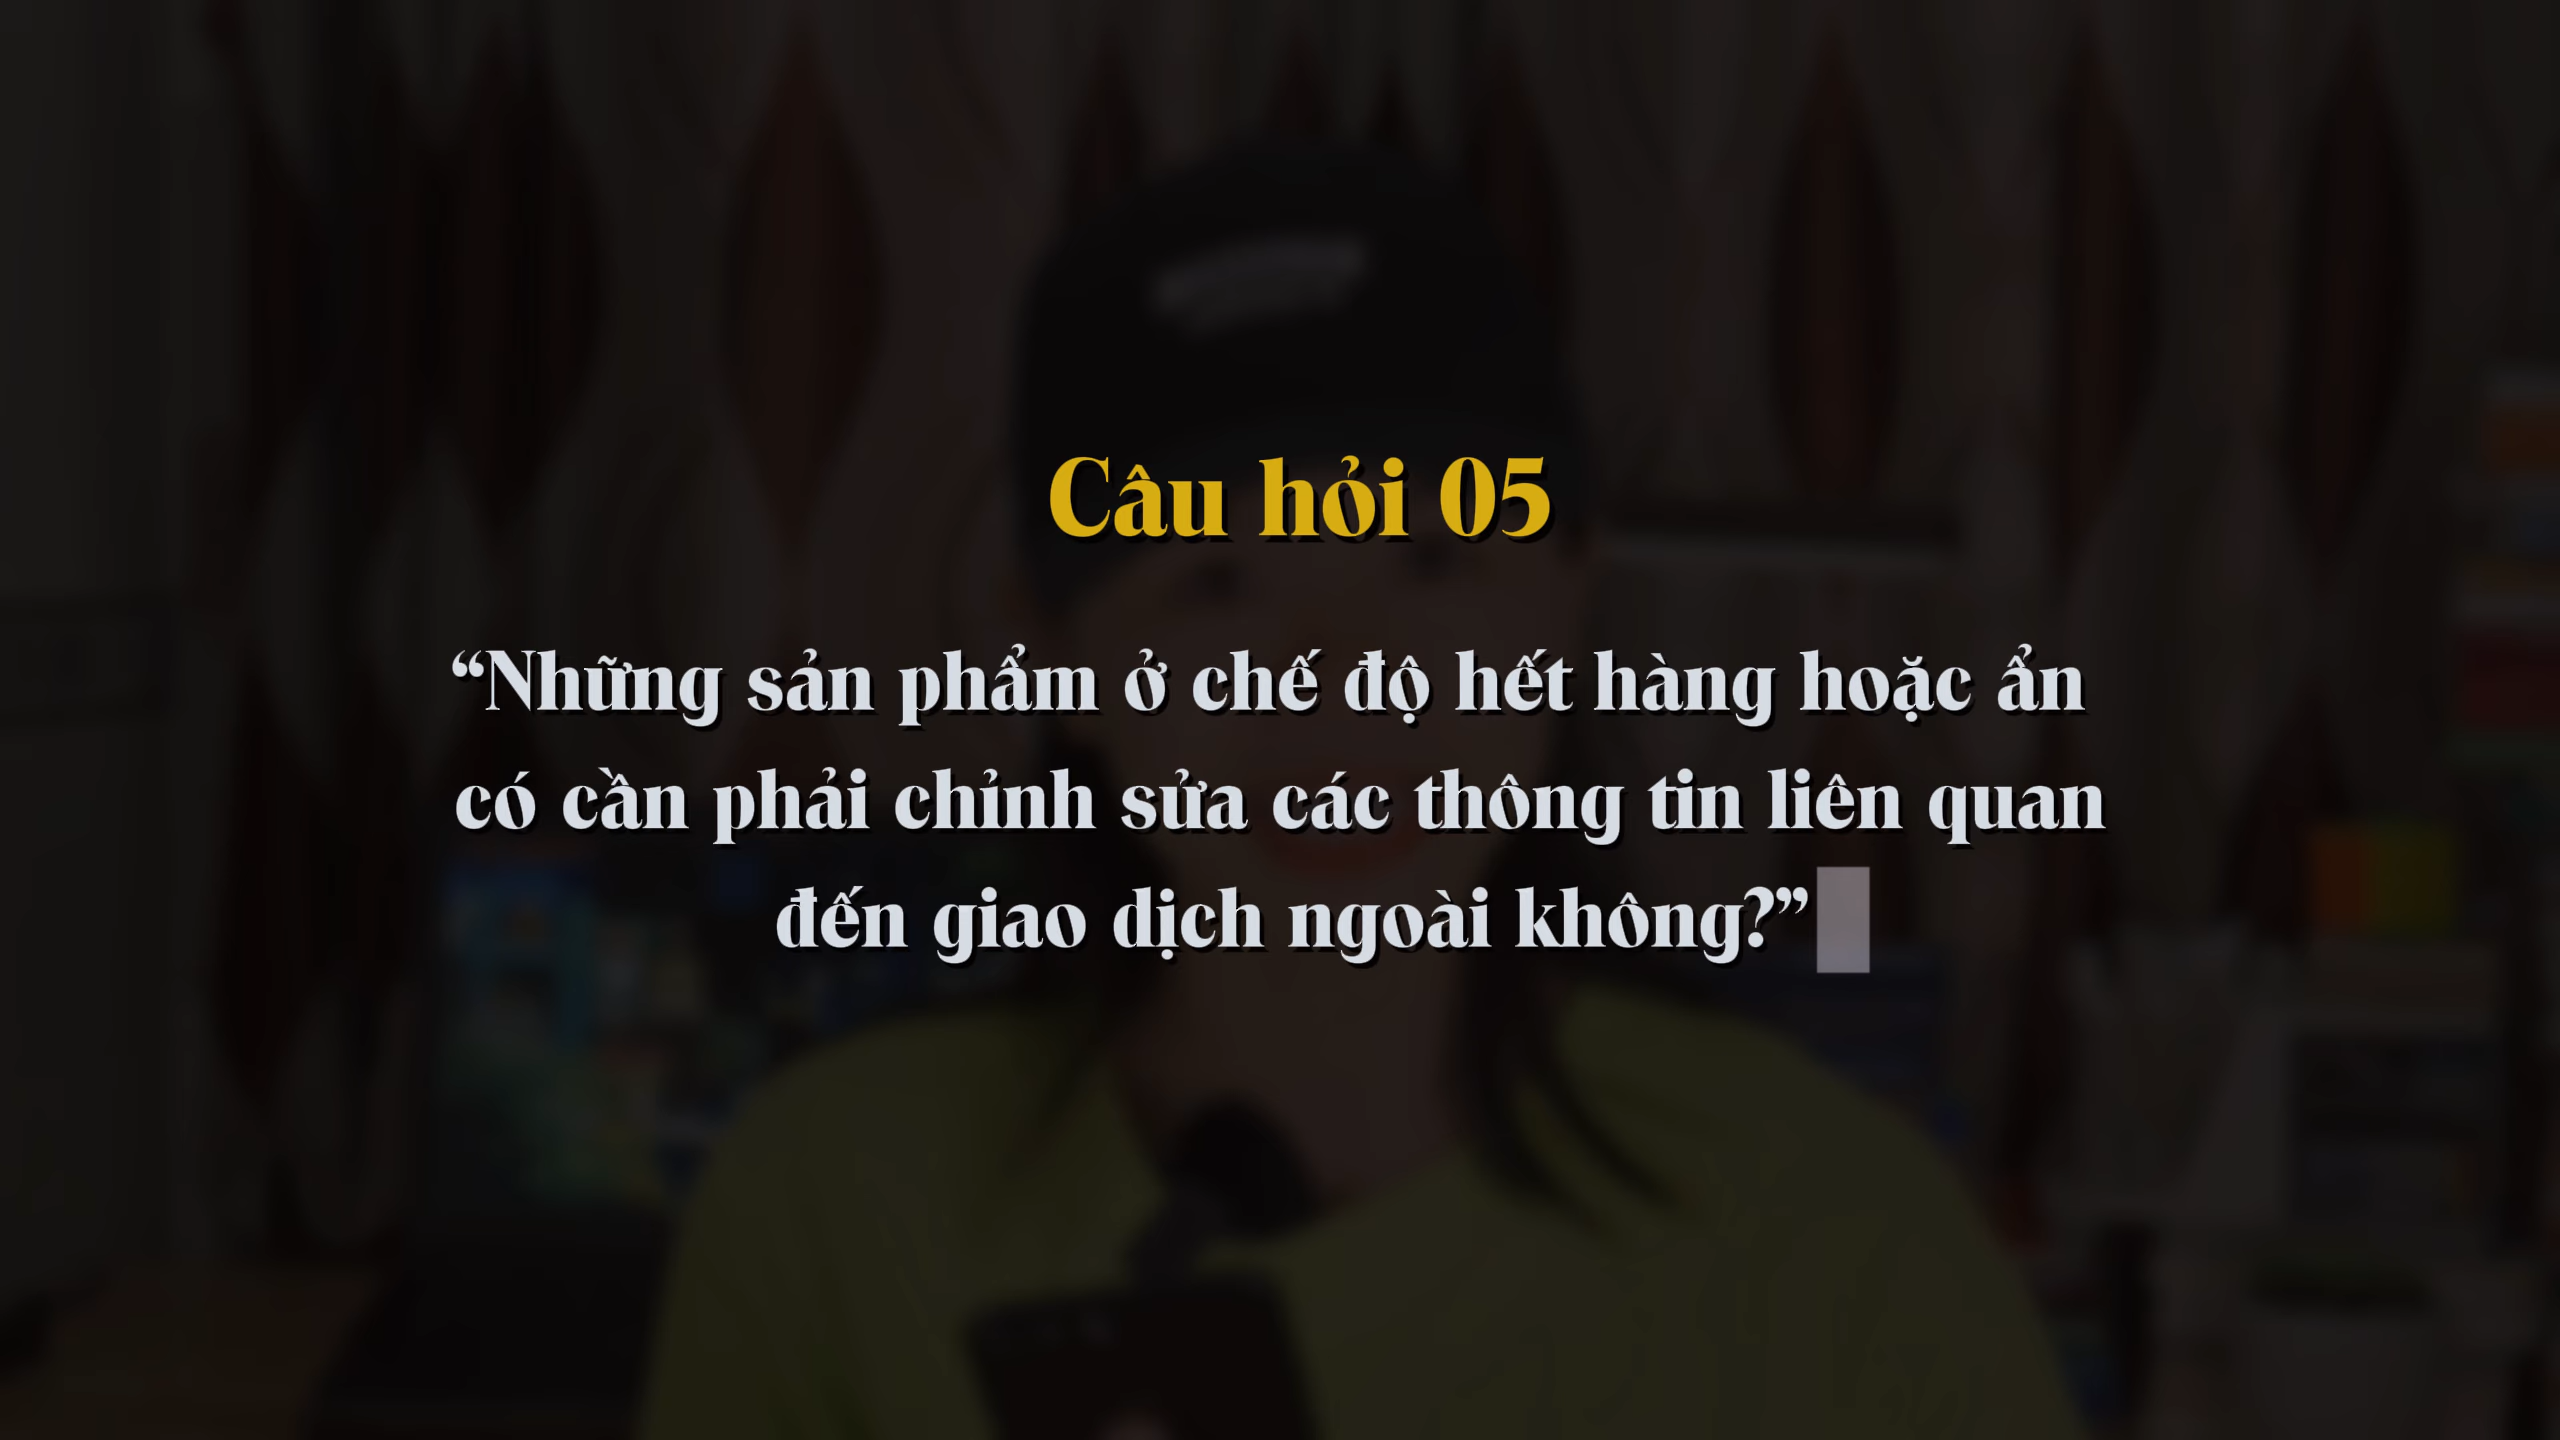 Câu hỏi 05
“Những sản phẩm ở chế độ hết hàng hoặc ẩn
có cần phải chỉnh sửa các thông tin liên quan
đến giao dịch ngoài không?”